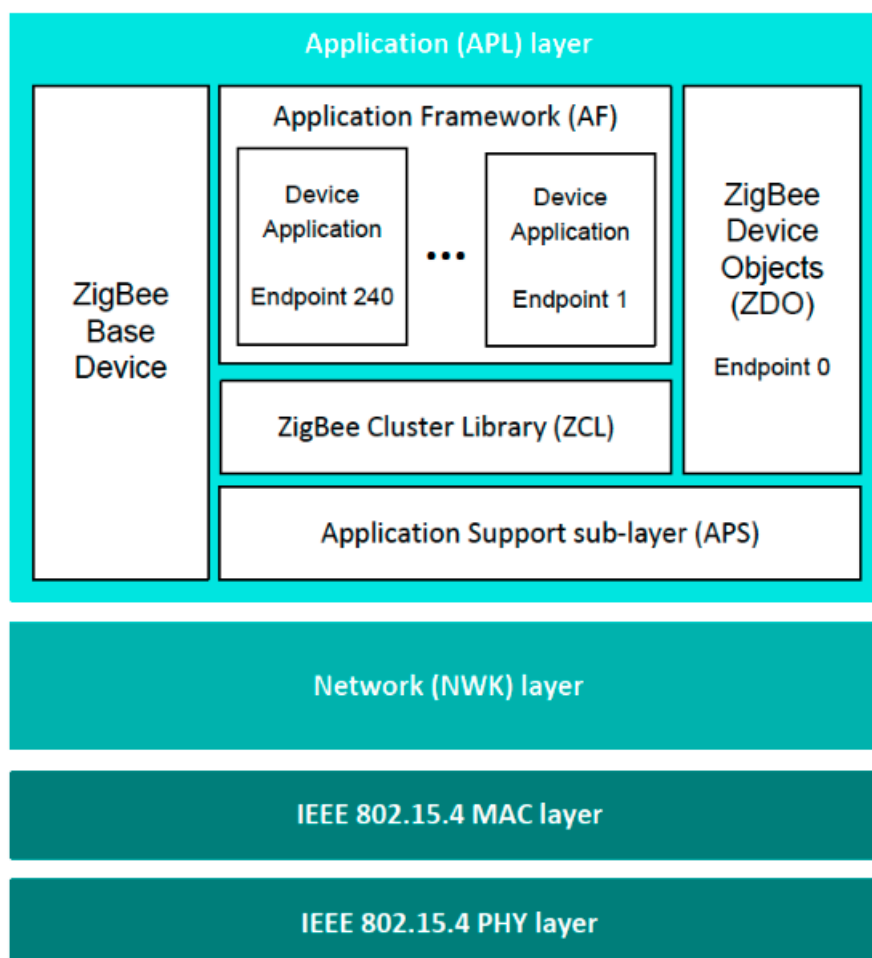 Application (APL) layer
ZigBee
Base
Device
Application Framework (AF)
Device
Application
Endpoint 240
...
Device
Application
Endpoint 1
ZigBee
Device
Objects
(ZDO)
Endpoint 0
ZigBee Cluster Library (ZCL)
Application Support sub-layer (APS)
Network (NWK) layer
IEEE 802.15.4 MAC layer
IEEE 802.15.4 PHY layer